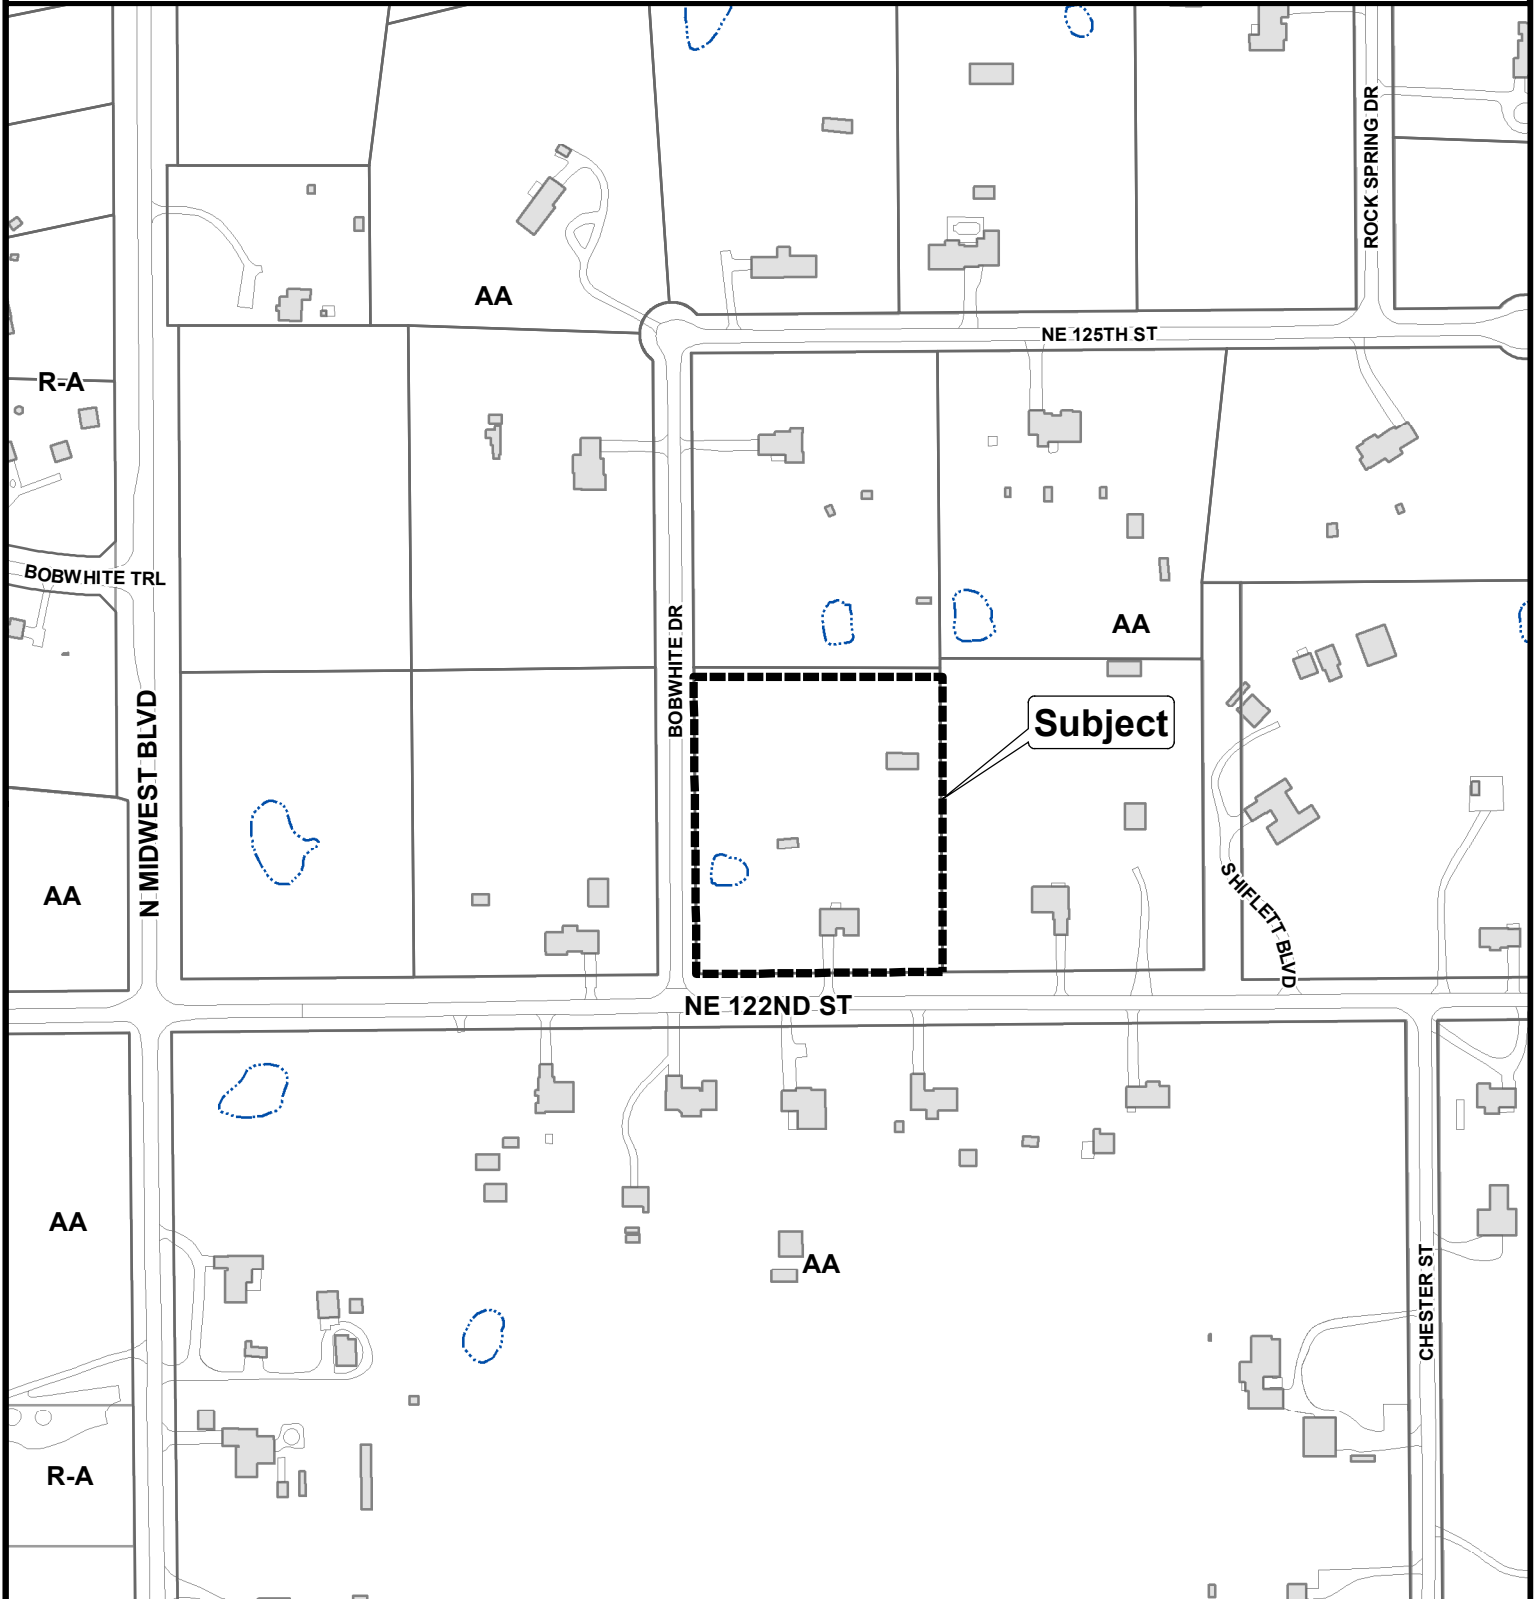 ROCK SPRING DR
AA
NE 125TH ST
R-A
BOBWHITE TRL
BOBWHITE DR
AA
N MIDWEST BLVD
Subject
AA
SHIFLETT BLVD
NE 122ND ST
AA
AA
CHESTER ST
R-A